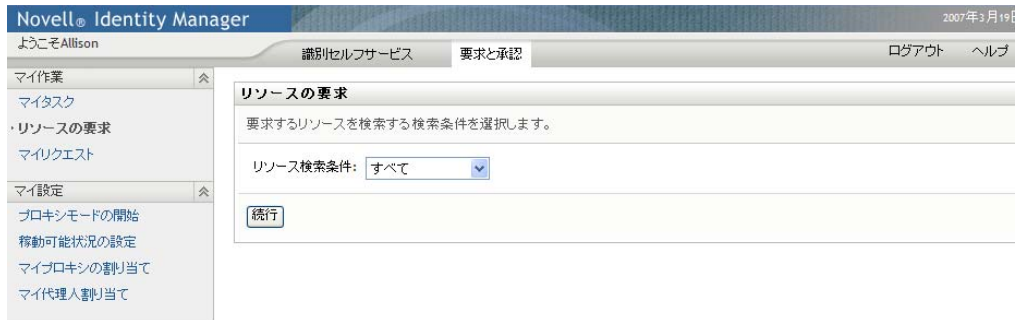 Novell® Identity Manager
2007年3月19日
ようこそAllison
識別セルフサービス
要求と承認
ログアウト
ヘルプ
マイ作業
マイタスク
・リソースの要求
マイリクエスト
マイ設定
プロキシモードの開始
稼動可能状況の設定
マイプロキシの割り当て
マイ代理人割り当て
リソースの要求
要求するリソースを検索する検索条件を選択します。
リソース検索条件: すべて
続行